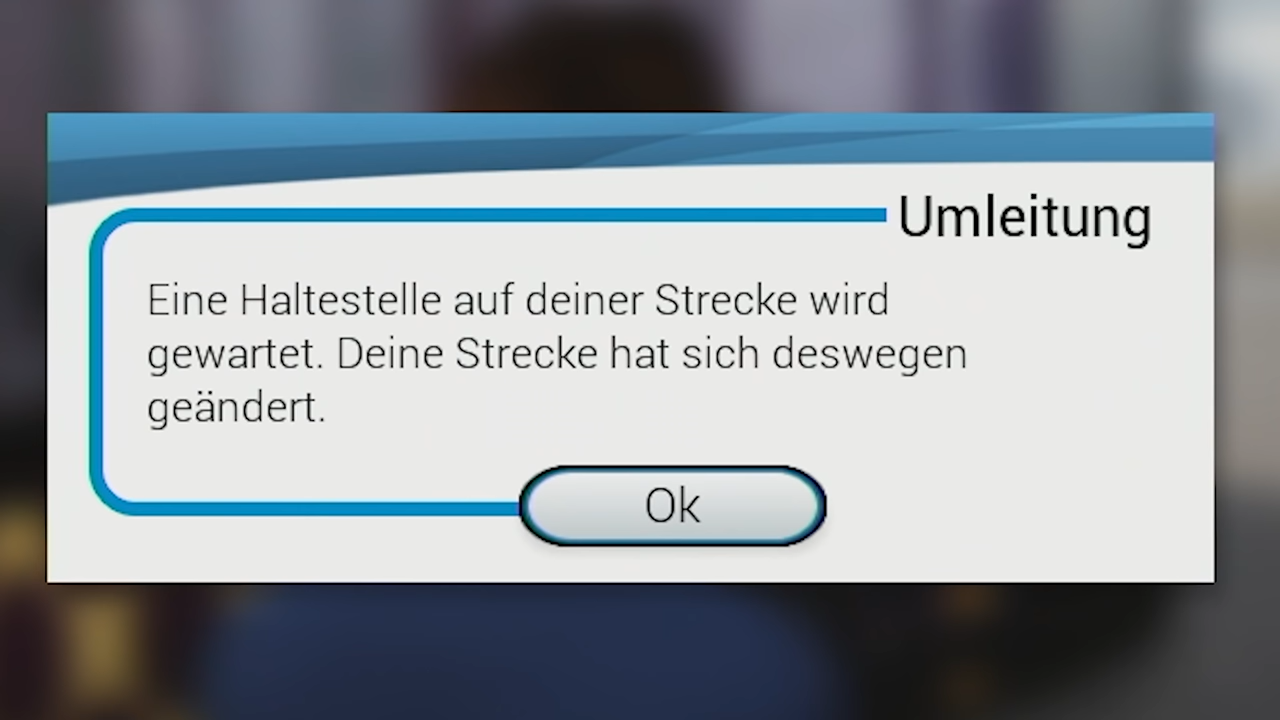 Umleitung
Eine Haltestelle auf deiner Strecke wird
gewartet. Deine Strecke hat sich deswegen
geändert.
Ok